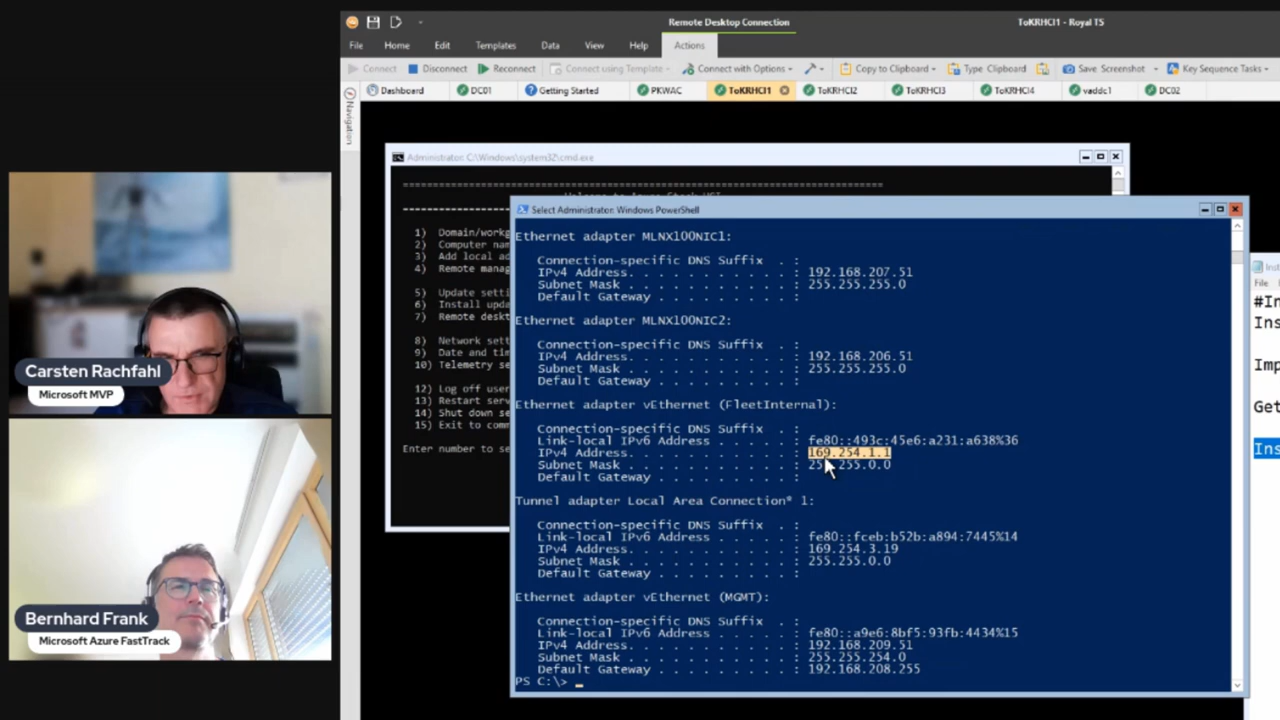 Remote Desktop Connection
ToKRHCI1 - Royal TS
File Home Edit Templates Data View Help Actions
Connect Disconnect Reconnect Connect using Template Connect with Options Copy to Clipboard Type Clipboard Save Screenshot Key Sequence Tasks
Dashboard DC01 Getting Started PKWAC ToKRHCI1 ToKRHCI2 ToKRHCI3 ToKRHCI4 vaddc1 DC02
Navigation
Administrator: C:\Windows\system32\cmd.exe
================================================================================
1) Domain/workg
2) Computer nam
3) Add local ad
4) Remote manag
5) Update setti
6) Install upda
7) Remote deskt
8) Network sett
9) Date and tim
10) Telemetry se
12) Log off user
13) Restart serv
14) Shut down se
15) Exit to comm
Enter number to se
Select Administrator: Windows PowerShell
Ethernet adapter MLNX100NIC1:
Connection-specific DNS Suffix . :
IPv4 Address. . . . . . . . . . . : 192.168.207.51
Subnet Mask . . . . . . . . . . . : 255.255.255.0
Default Gateway . . . . . . . . . :
Ethernet adapter MLNX100NIC2:
Connection-specific DNS Suffix . :
IPv4 Address. . . . . . . . . . . : 192.168.206.51
Subnet Mask . . . . . . . . . . . : 255.255.255.0
Default Gateway . . . . . . . . . :
Ethernet adapter vEthernet (FleetInternal):
Connection-specific DNS Suffix . :
Link-local IPv6 Address . . . . . : fe80::493c:45e6:a231:a638%36
IPv4 Address. . . . . . . . . . . : 169.254.1.1
Subnet Mask . . . . . . . . . . . : 255.255.0.0
Default Gateway . . . . . . . . . :
Tunnel adapter Local Area Connection* 1:
Connection-specific DNS Suffix . :
Link-local IPv6 Address . . . . . : fe80::fceb:b52b:a894:7445%14
IPv4 Address. . . . . . . . . . . : 169.254.3.19
Subnet Mask . . . . . . . . . . . : 255.255.0.0
Default Gateway . . . . . . . . . :
Ethernet adapter vEthernet (MGMT):
Connection-specific DNS Suffix . :
Link-local IPv6 Address . . . . . : fe80::a9e6:8bf5:93fb:4434%15
IPv4 Address. . . . . . . . . . . : 192.168.209.51
Subnet Mask . . . . . . . . . . . : 255.255.254.0
Default Gateway . . . . . . . . . : 192.168.208.255
PS C:\> _
Inst
File
#In
Ins
Imp
Get
Ins
Carsten Rachfahl
Microsoft MVP
Bernhard Frank
Microsoft Azure FastTrack